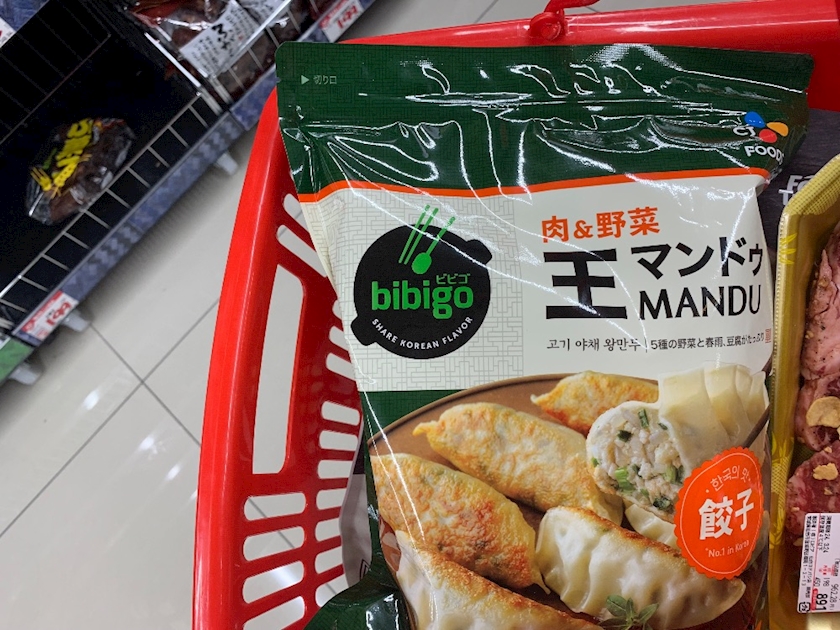 切り口
CJ
FOODS
肉&野菜
王マンドゥ
MANDU
ビビゴ
bibigo
SHARE KOREAN FLAVOR
고기 야채 왕만두 5種の野菜と春雨、豆腐がたっぷり
한국의 맛
餃子
"No.1 in Korea
891